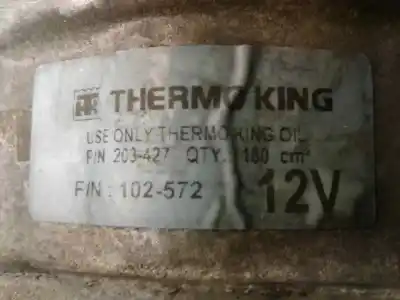 THERMO KING
USE ONLY THERMO KING OIL
P/N 203-427 QTY. 180 cm³
P/N : 102-572 12V